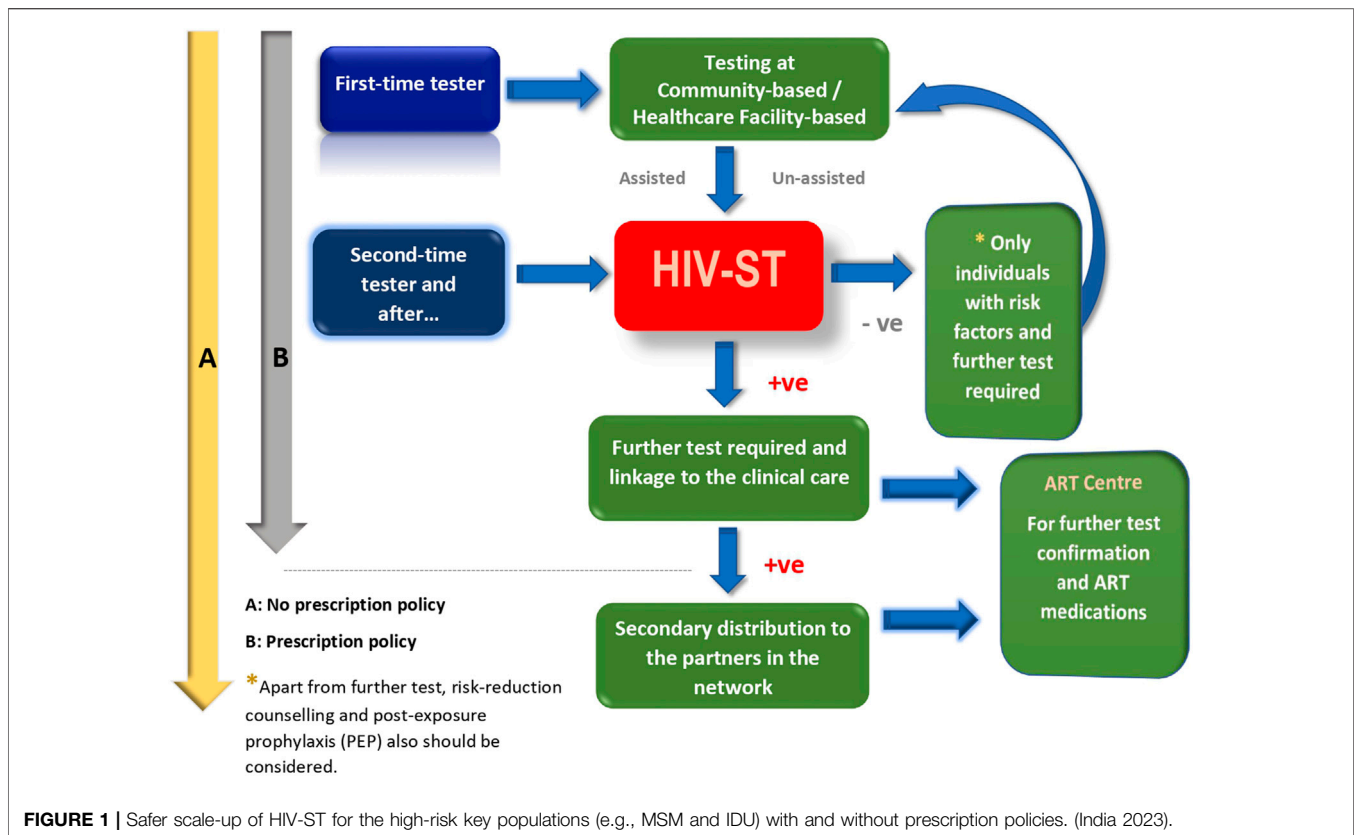 First-time tester
Testing at
Community-based /
Healthcare Facility-based
Assisted
Un-assisted
Second-time
tester and
after...
HIV-ST
- ve
* Only
individuals
with risk
factors and
further test
required
A
B
+ve
Further test required and
linkage to the clinical care
ART Centre
For further test
confirmation
and ART
medications
+ve
A: No prescription policy
B: Prescription policy
Secondary distribution to
the partners in the
network
*Apart from further test, risk-reduction
counselling and post-exposure
prophylaxis (PEP) also should be
considered.
FIGURE 1 | Safer scale-up of HIV-ST for the high-risk key populations (e.g., MSM and IDU) with and without prescription policies. (India 2023).